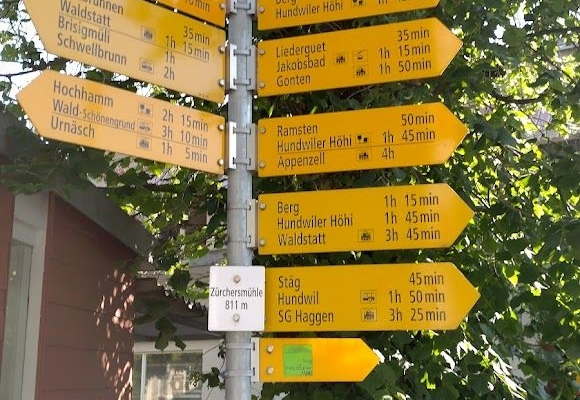 Waldstatt 35min
Brisigmüli 1h 15min
Schwellbrunn 1h
2h
Hochhamm 2h 15min
Wald-Schönengrund 3h 10min
Urnäsch 1h 5min
Berg
Hundwiler Höhi
Liederguet 35min
Jakobsbad 1h 15min
Gonten 1h 50min
Ramsten 50min
Hundwiler Höhi 1h 45min
Appenzell 4h
Berg 1h 15min
Hundwiler Höhi 1h 45min
Waldstatt 3h 45min
Stäg 45min
Hundwil 1h 50min
SG Haggen 3h 25min
Zürchersmühle
811 m